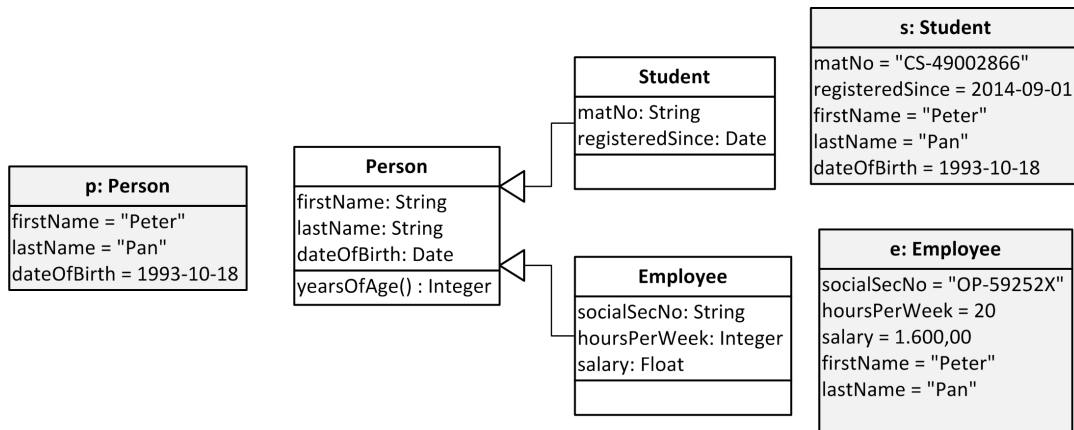 p: Person
firstName = "Peter"
lastName = "Pan"
dateOfBirth = 1993-10-18
Person
firstName: String
lastName: String
dateOfBirth: Date
yearsOfAge() : Integer
Student
matNo: String
registeredSince: Date
Employee
socialSecNo: String
hoursPerWeek: Integer
salary: Float
s: Student
matNo = "CS-49002866"
registeredSince = 2014-09-01
firstName = "Peter"
lastName = "Pan"
dateOfBirth = 1993-10-18
e: Employee
socialSecNo = "OP-59252X"
hoursPerWeek = 20
salary = 1.600,00
firstName = "Peter"
lastName = "Pan"